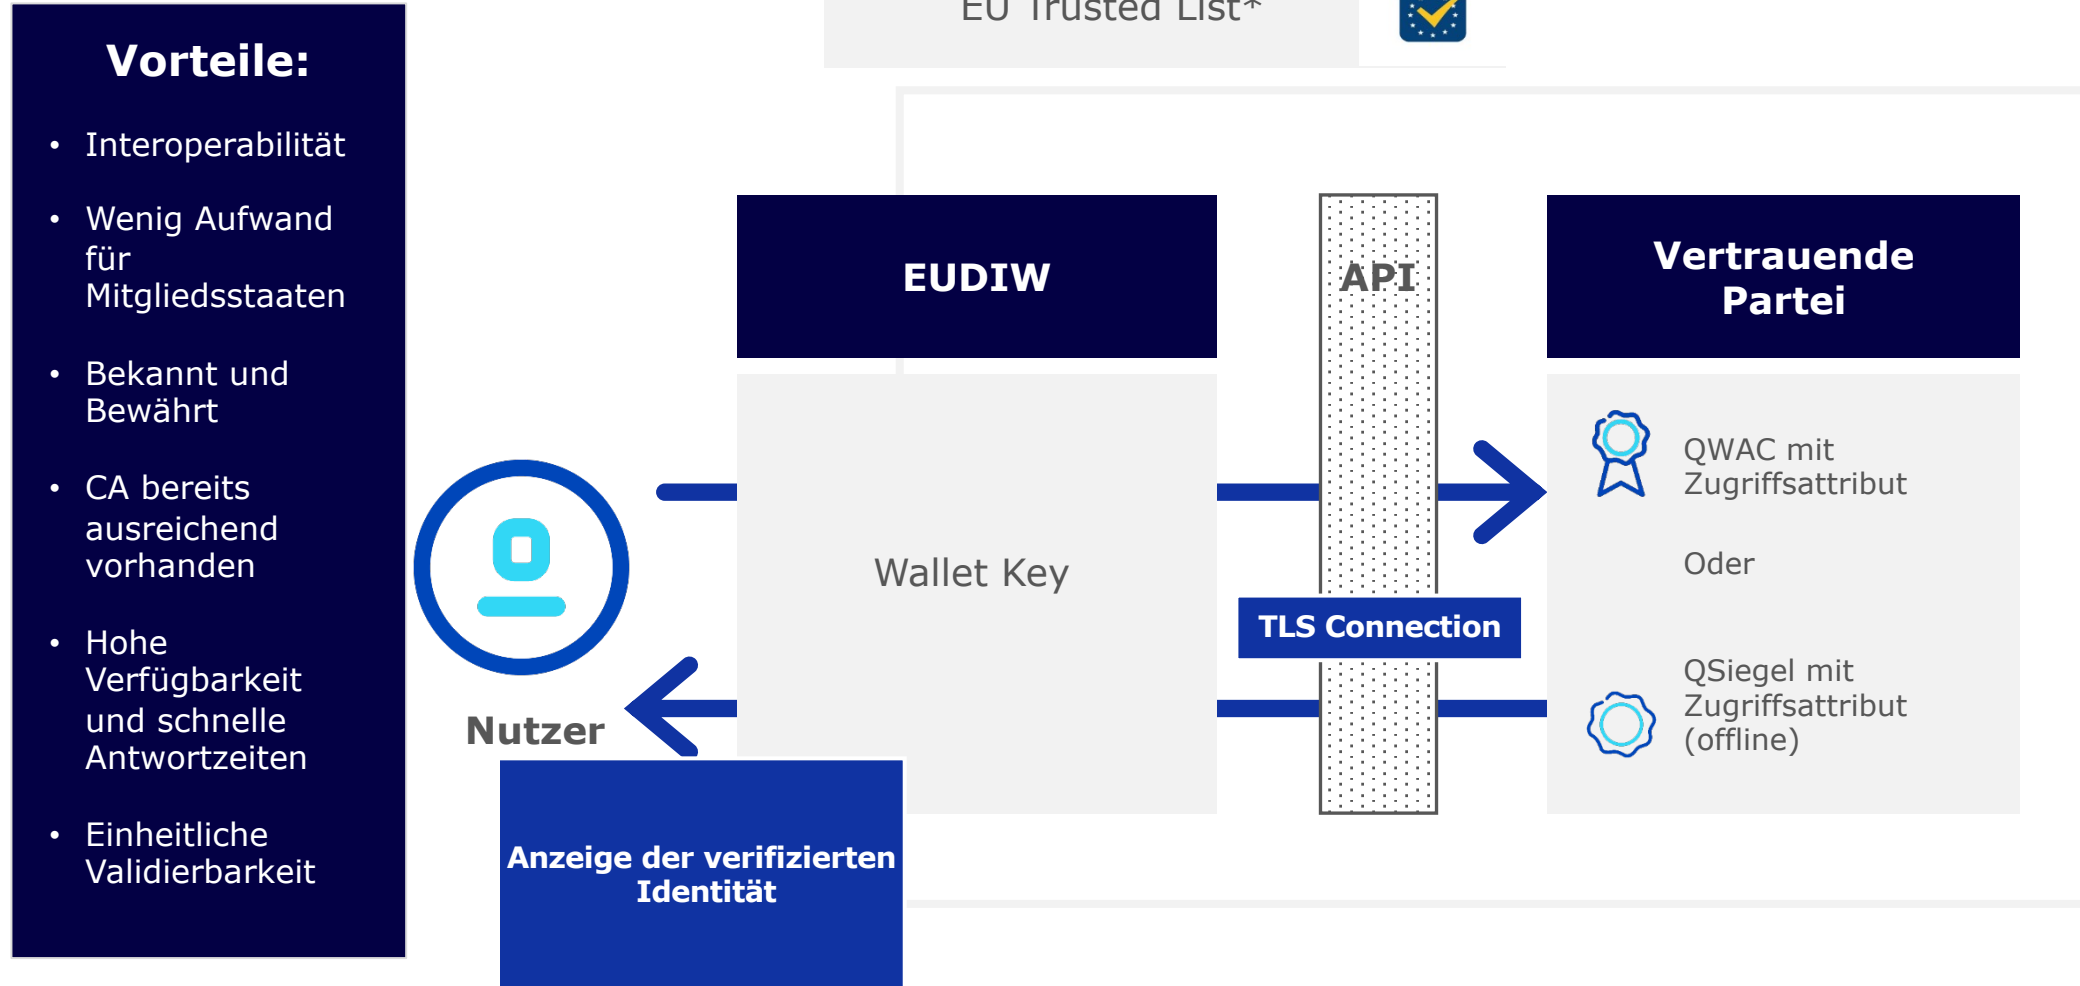 EU Trusted List*
Vorteile:
• Interoperabilität
• Wenig Aufwand
für
Mitgliedsstaaten
• Bekannt und
Bewährt
• CA bereits
ausreichend
vorhanden
• Hohe
Verfügbarkeit
und schnelle
Antwortzeiten
• Einheitliche
Validierbarkeit
Nutzer
Anzeige der verifizierten
Identität
EUDIW
Wallet Key
API
TLS Connection
Vertrauende
Partei
QWAC mit
Zugriffsattribut
Oder
QSiegel mit
Zugriffsattribut
(offline)